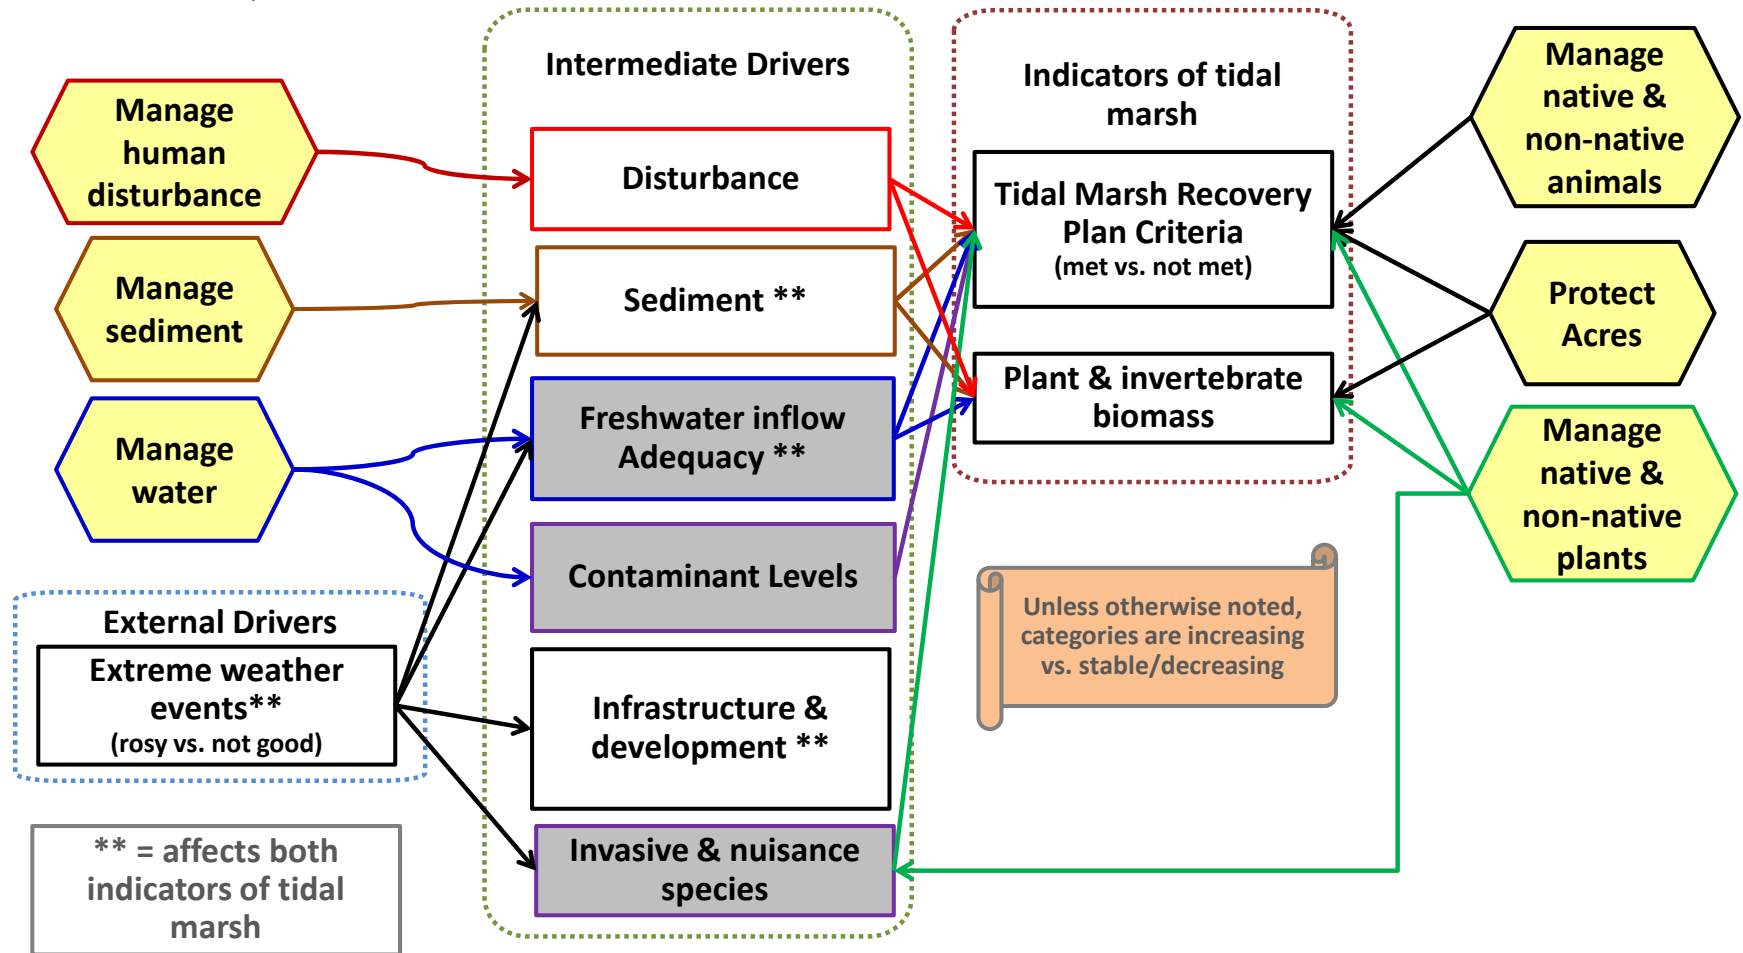 Intermediate Drivers
Indicators of tidal
marsh
Manage
human
disturbance
Manage
sediment
Manage
water
External Drivers
Extreme weather
events**
(rosy vs. not good)
** = affects both
indicators of tidal
marsh
Disturbance
Sediment **
Freshwater inflow
Adequacy **
Contaminant Levels
Infrastructure &
development **
Invasive & nuisance
species
Tidal Marsh Recovery
Plan Criteria
(met vs. not met)
Plant & invertebrate
biomass
Unless otherwise noted,
categories are increasing
vs. stable/decreasing
Manage
native &
non-native
animals
Protect
Acres
Manage
native &
non-native
plants